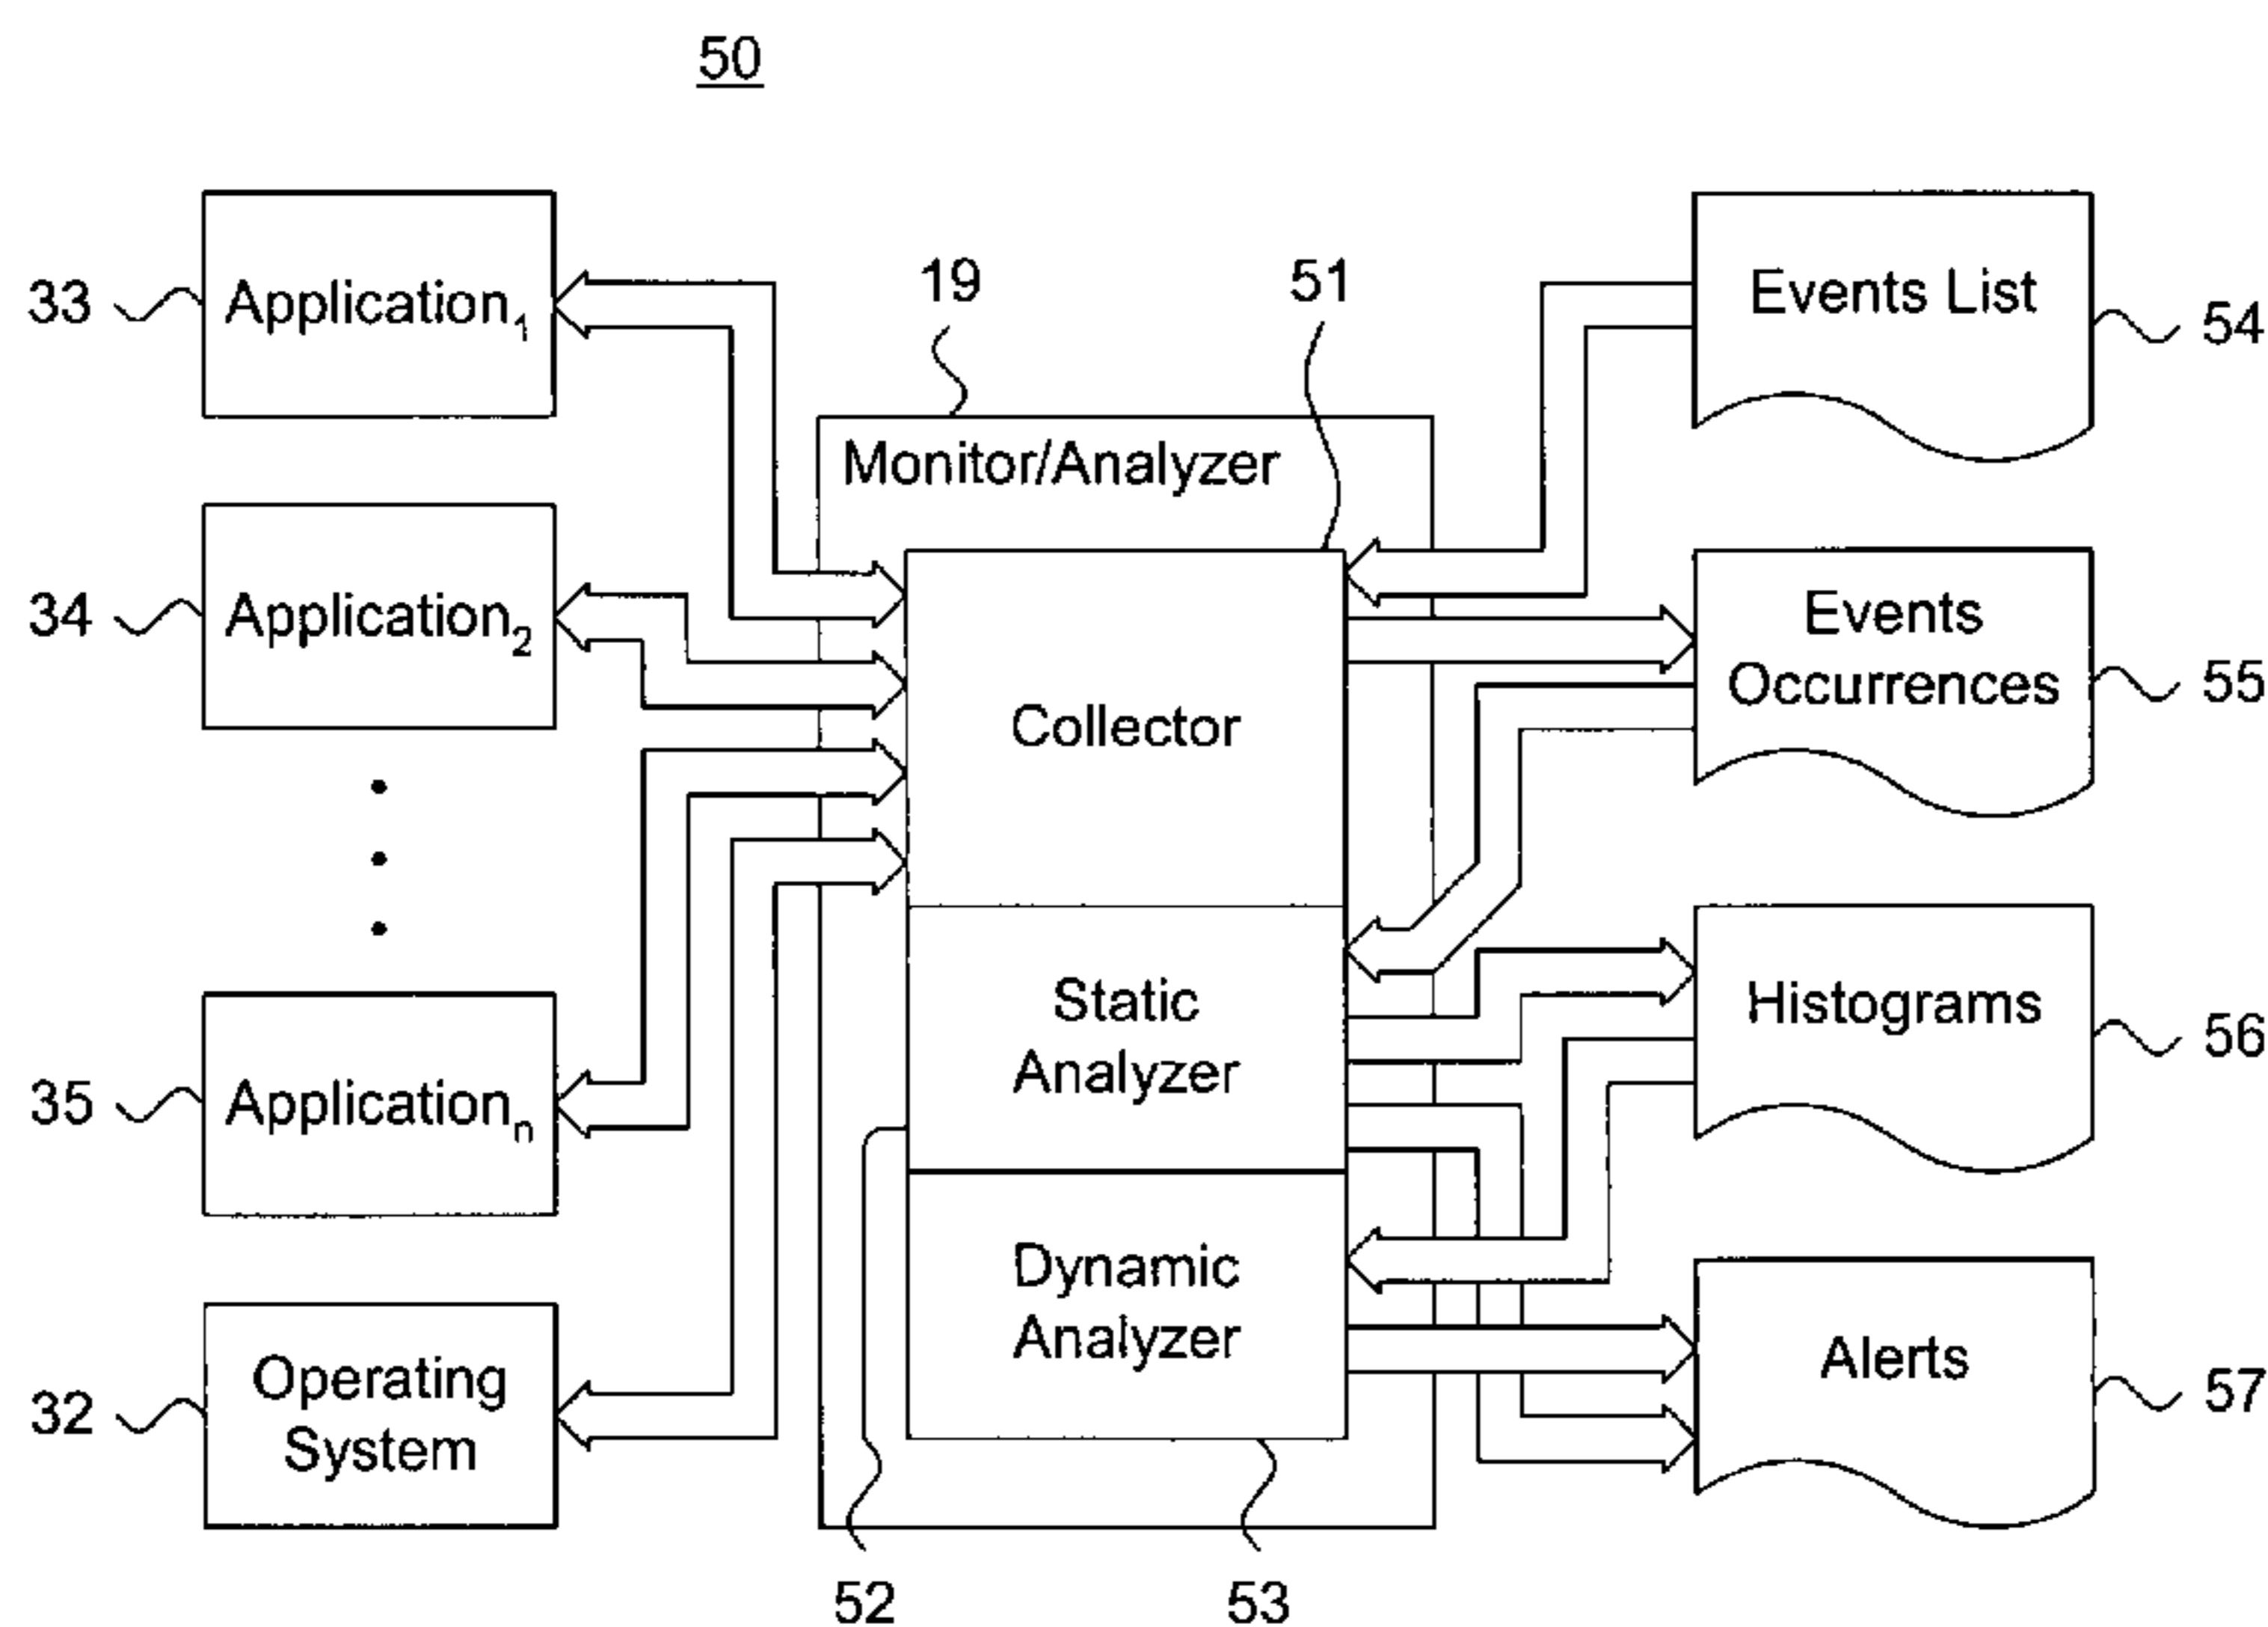 50
33
Application1
34
Application2
35
Applicationn
32
Operating
System
19
51
Monitor/Analyzer
Collector
Static
Analyzer
Dynamic
Analyzer
52
53
Events List
54
Events
Occurrences
55
Histograms
56
Alerts
57